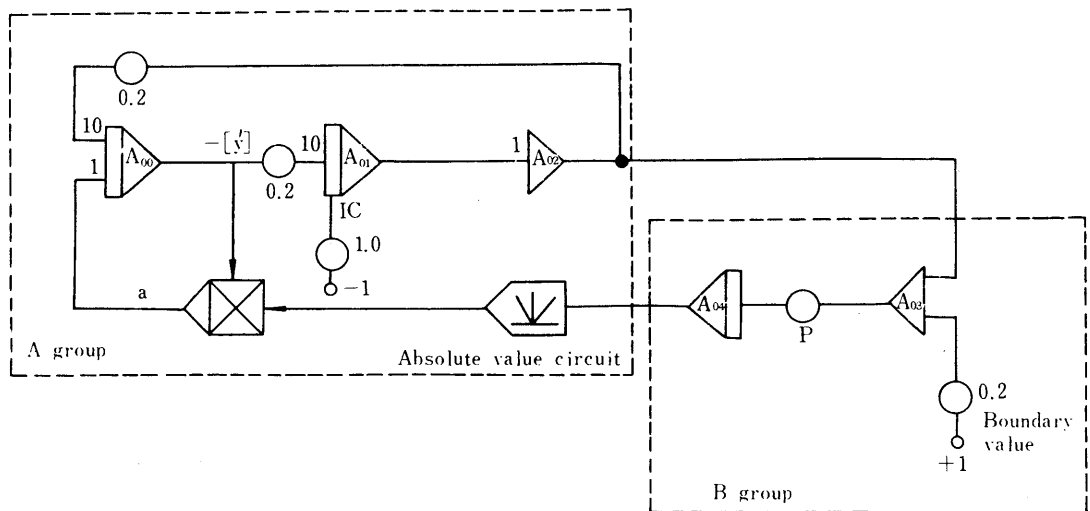 0.2
10
1
A00
-[y']
0.2
10
A01
IC
1.0
-1
1
A02
a
A group
Absolute value circuit
A04
P
A03
0.2
Boundary
value
+1
B group